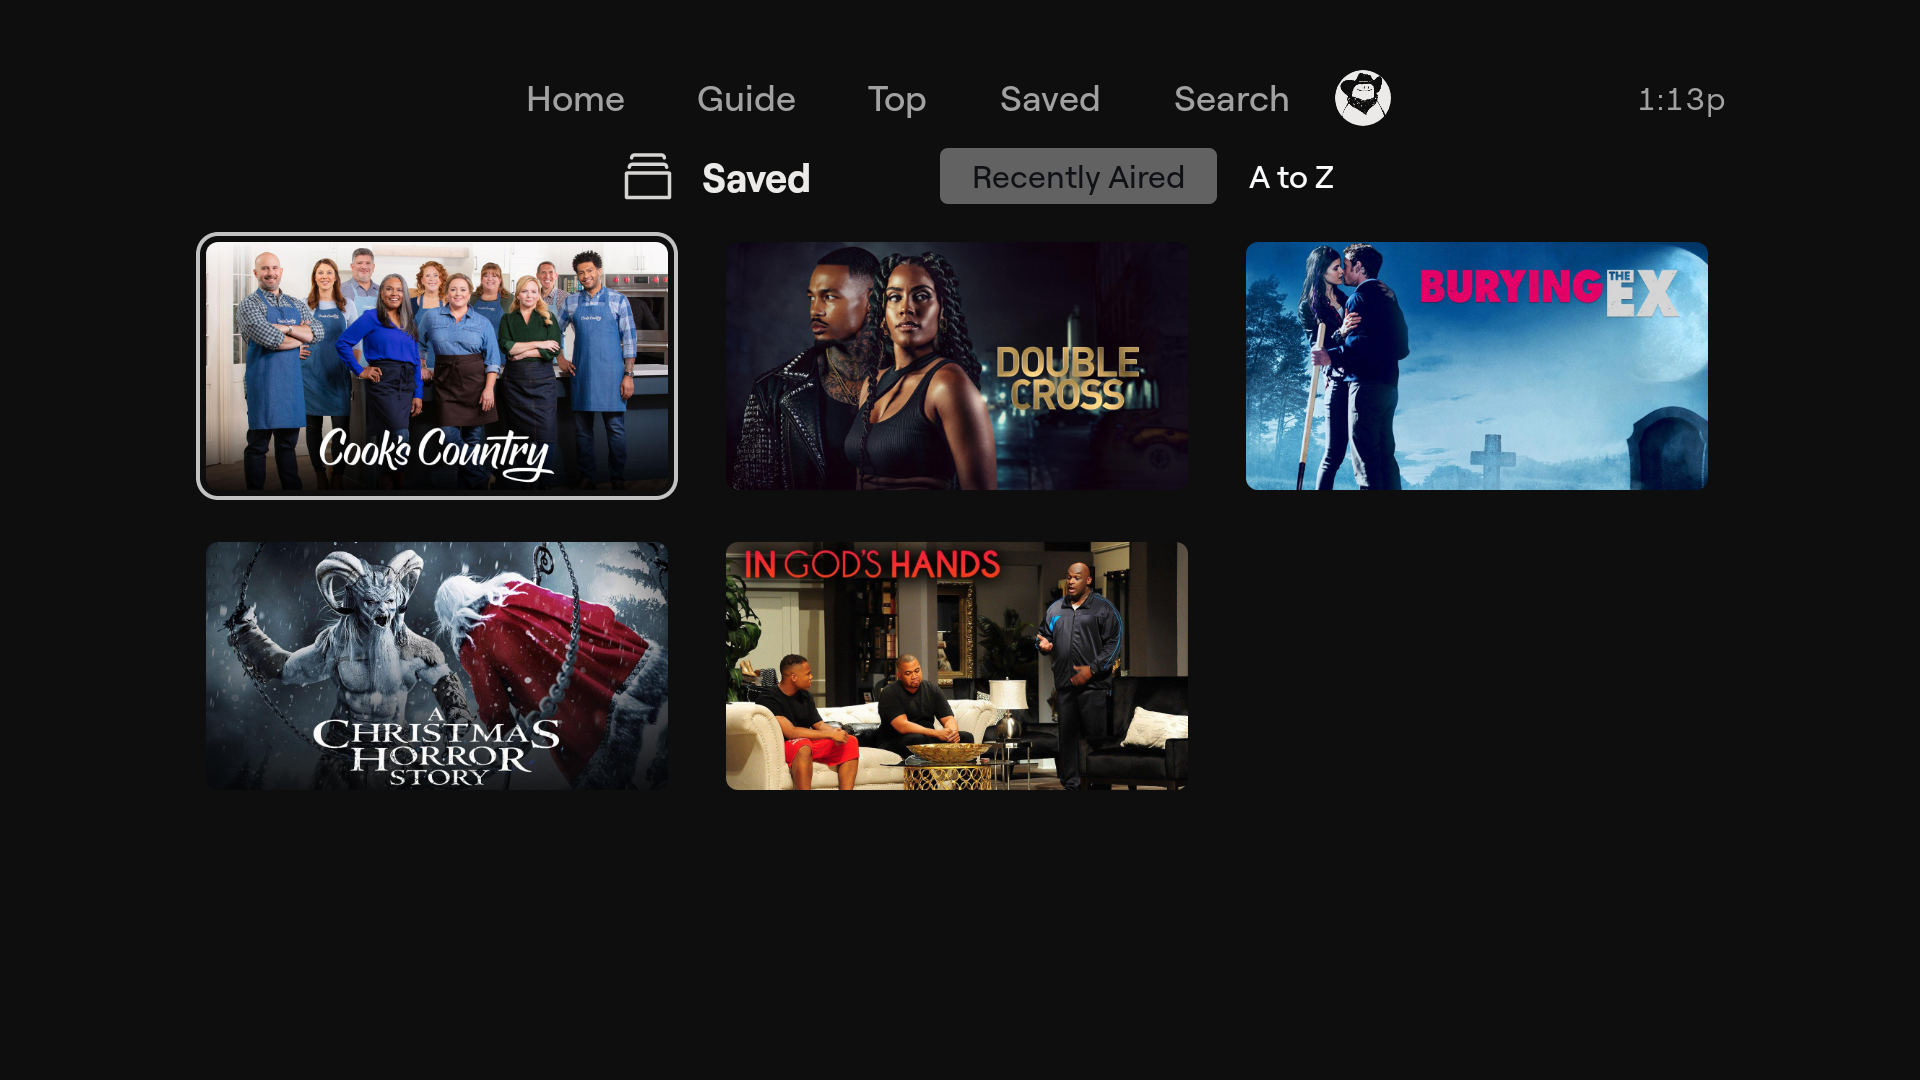 Home Guide Top Saved Search 1:13p
Saved Recently Aired A to Z
Cook's Country
DOUBLE
CROSS
BURYING THE EX
A
CHRISTMAS
HORROR
STORY
IN GOD'S HANDS